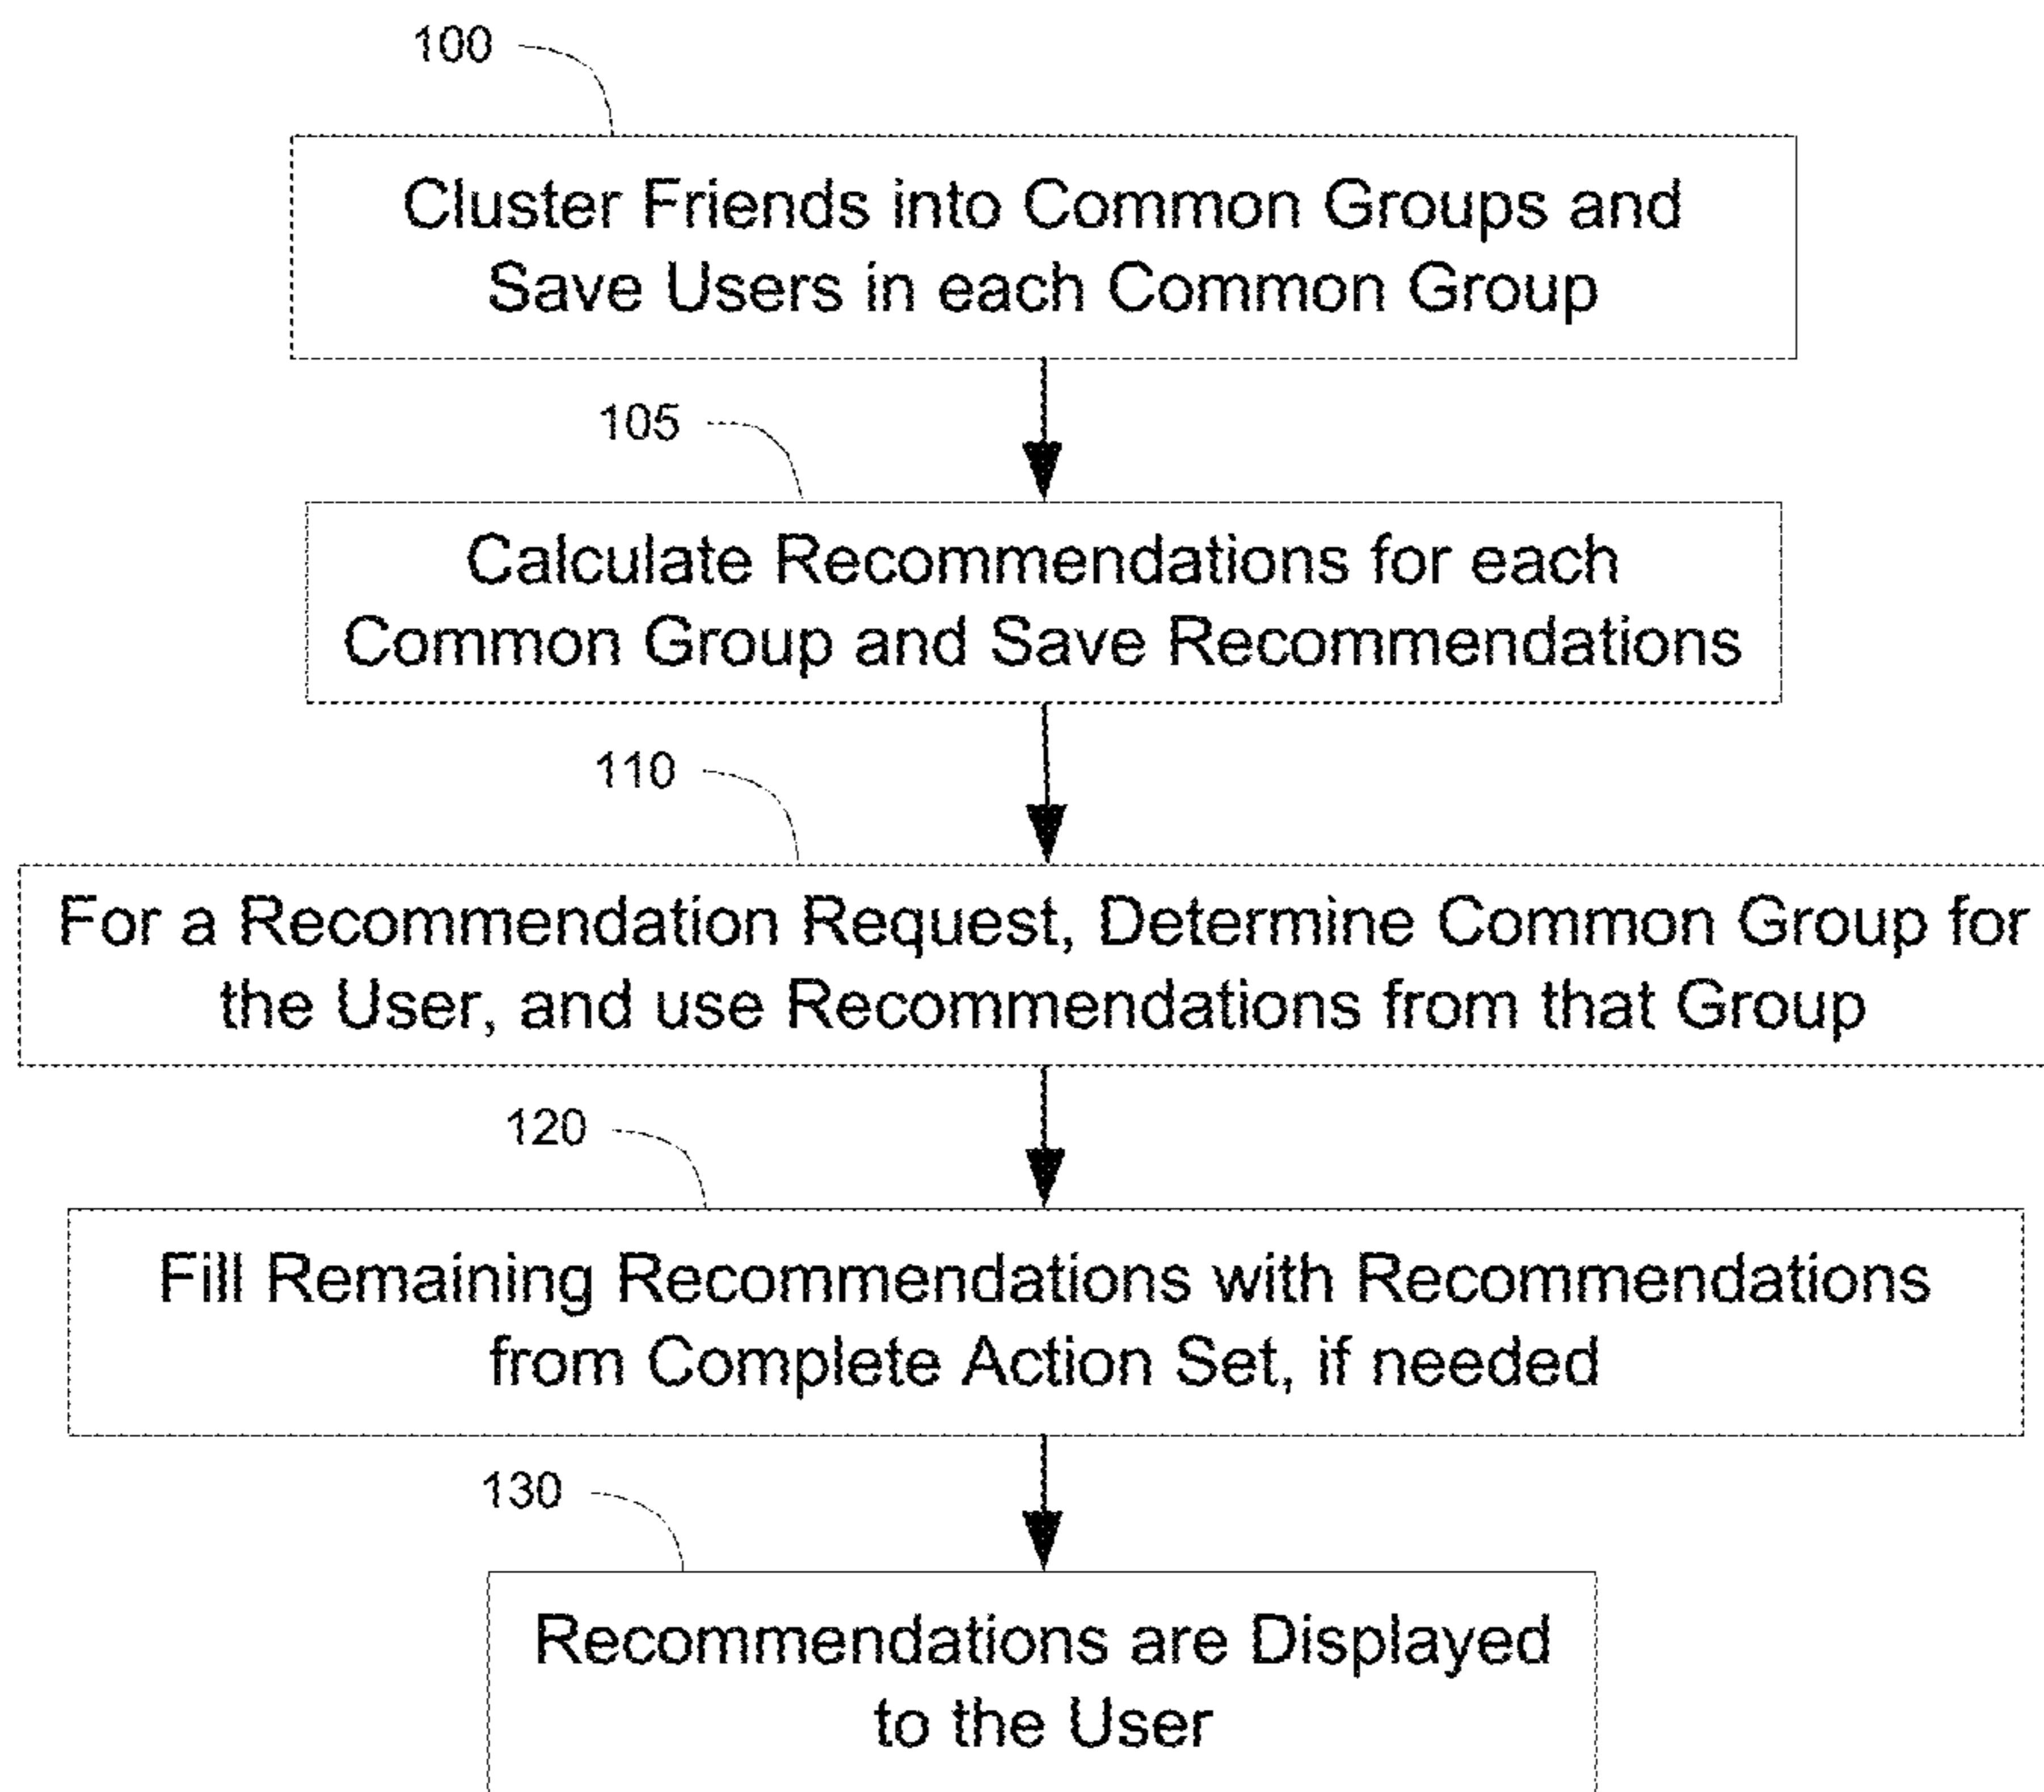 100
Cluster Friends into Common Groups and
Save Users in each Common Group
105
Calculate Recommendations for each
Common Group and Save Recommendations
110
For a Recommendation Request, Determine Common Group for
the User, and use Recommendations from that Group
120
Fill Remaining Recommendations with Recommendations
from Complete Action Set, if needed
130
Recommendations are Displayed
to the User